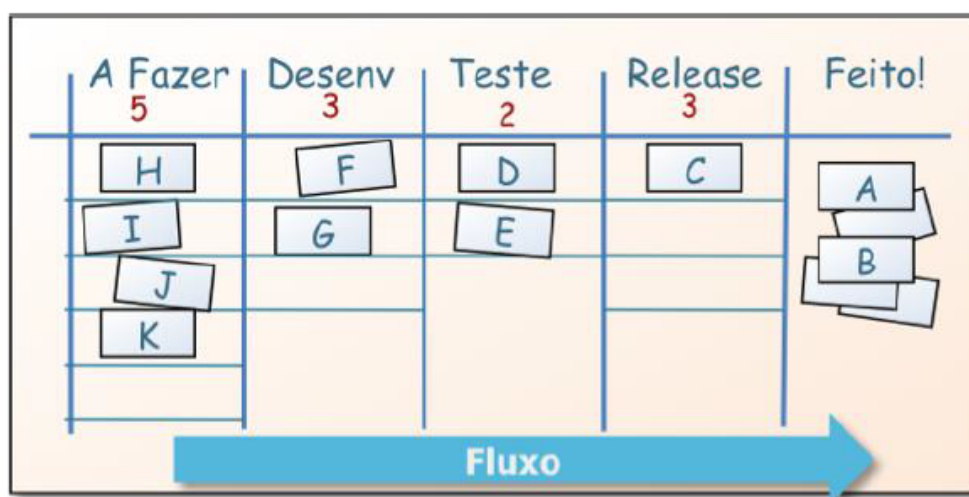 A Fazer Desenv Teste Release Feito!
5 3 2 3
H F D C A
I G E
J B
K
Fluxo